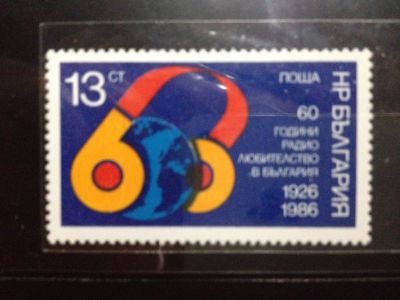 13 СТ.
ПОЩА
60
ГОДИНИ
РАДИО
ЛЮБИТЕЛСТВО
В БЪЛГАРИЯ
1926
1986
НР БЪЛГАРИЯ